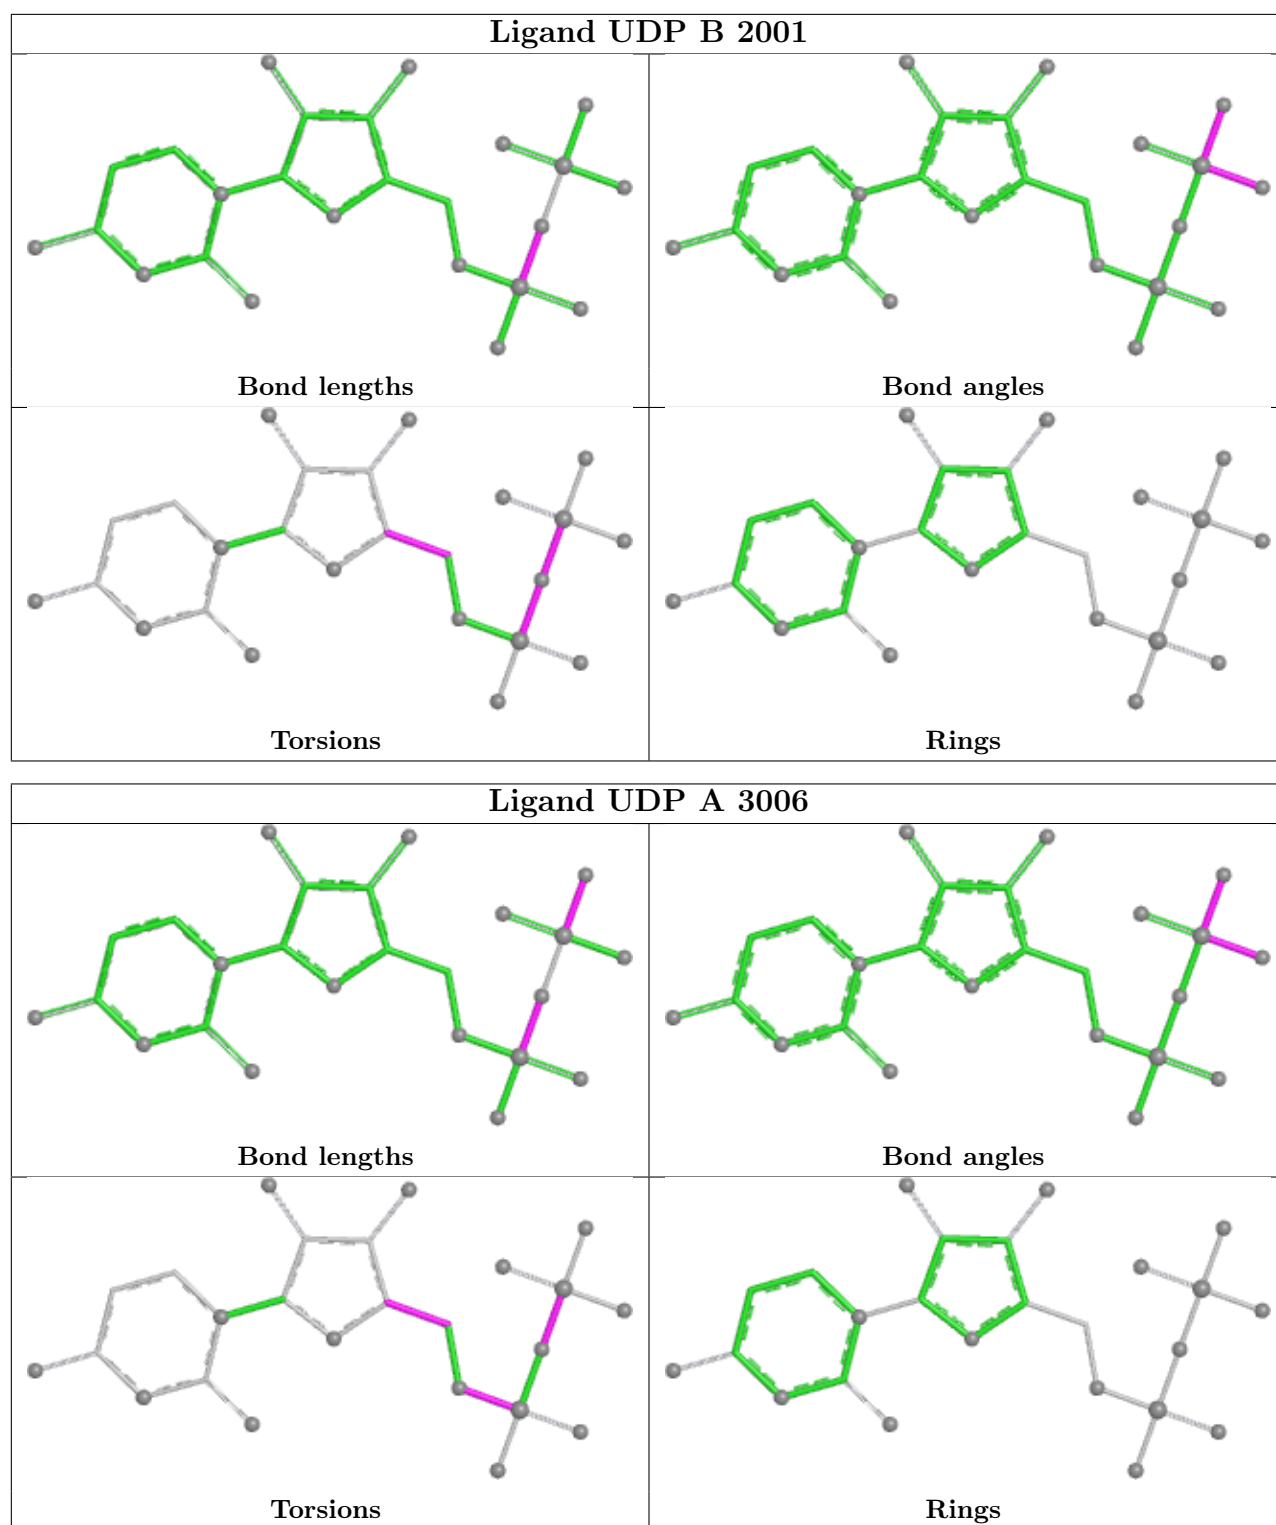 Ligand UDP B 2001
Bond lengths
Bond angles
Torsions
Rings
Ligand UDP A 3006
Bond lengths
Bond angles
Torsions
Rings